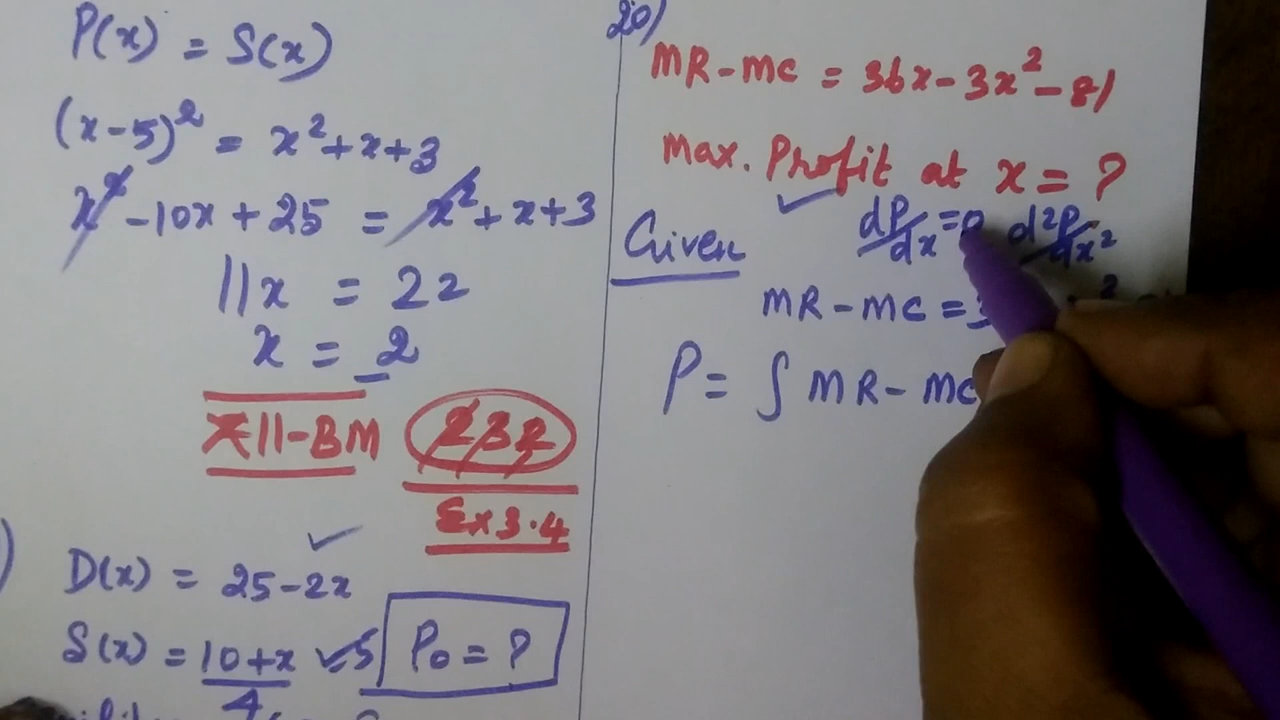 P(x) = S(x)
(x-5)² = x²+x+3
x² -10x + 25 = x²+x+3
11x = 22
x = 2
XII-BM 232
Ex 3.4
)
D(x) = 25-2x
S(x) = 10+x
4
P₀ = ?
20)
MR-MC = 36x-3x²-81
Max. Profit at x = ?
Given dP/dx =0 d²P/dx²
MR-MC = 3
P = ∫ MR-MC